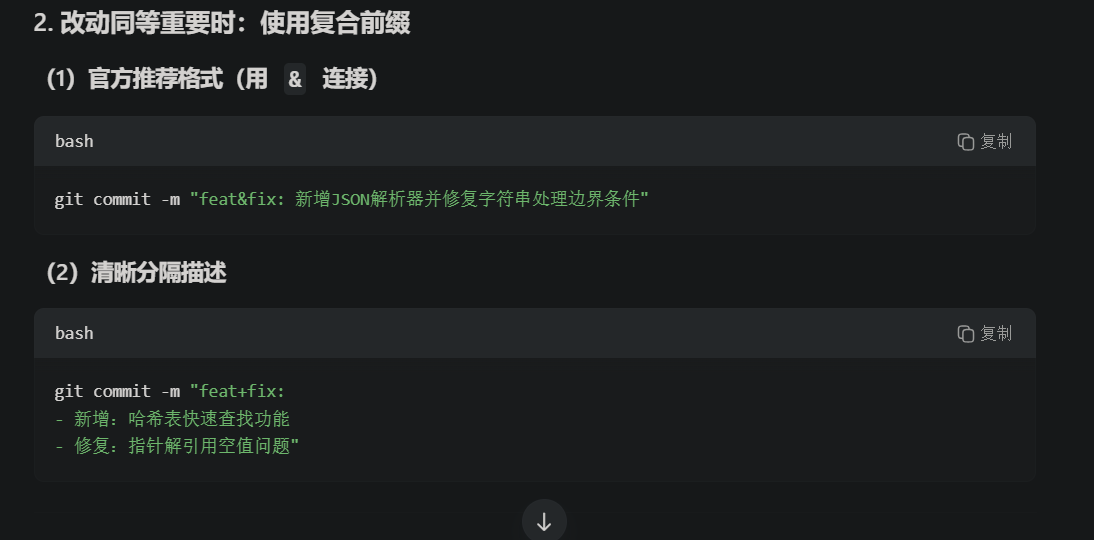 2. 改动同等重要时：使用复合前缀
（1）官方推荐格式（用 & 连接）
bash
复制
git commit -m "feat&fix: 新增JSON解析器并修复字符串处理边界条件"
（2）清晰分隔描述
bash
复制
git commit -m "feat+fix:
- 新增：哈希表快速查找功能
- 修复：指针解引用空值问题"